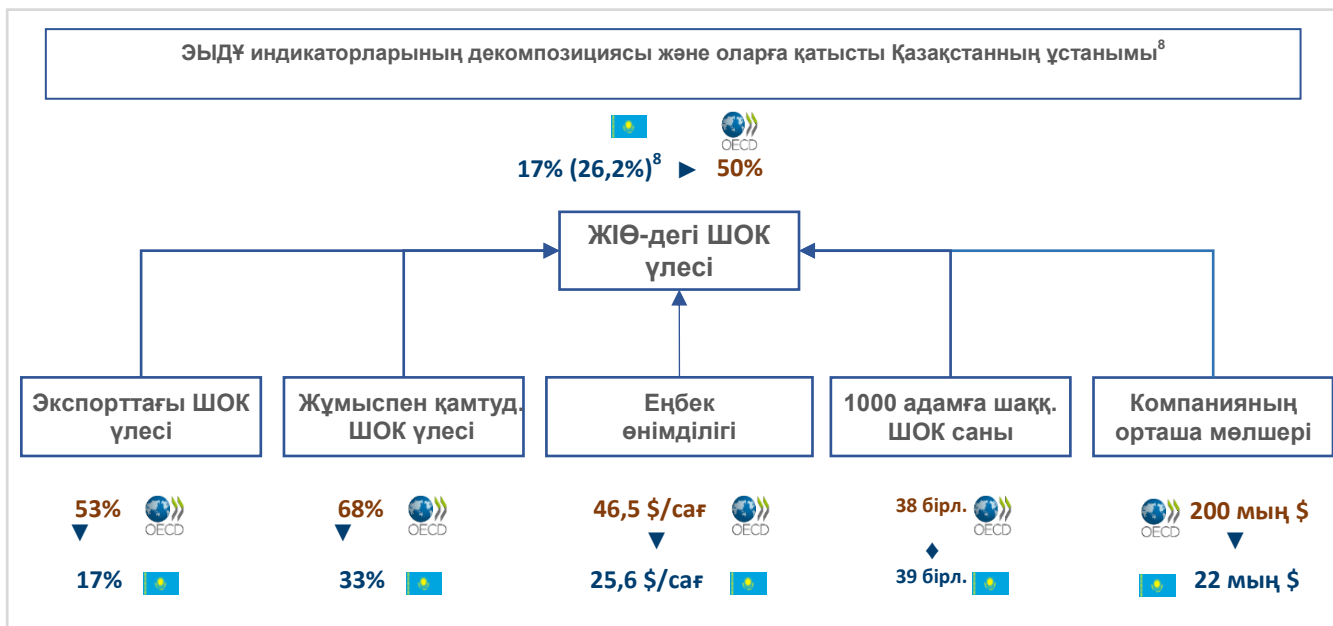 ЭЫДҰ индикаторларының декомпозициясы және оларға қатысты Қазақстанның ұстанымы⁸
OECD
17% (26,2%)⁸ ► 50%
ЖІӨ-дегі ШОК
үлесі
Экспорттағы ШОК
үлесі
Жұмыспен қамтуд.
ШОК үлесі
Еңбек
өнімділігі
1000 адамға шаққ.
ШОК саны
Компанияның
орташа мөлшері
53% OECD
17%
68% OECD
33%
46,5 $/сағ OECD
25,6 $/сағ
38 бірл. OECD
39 бірл.
OECD 200 мың $
22 мың $